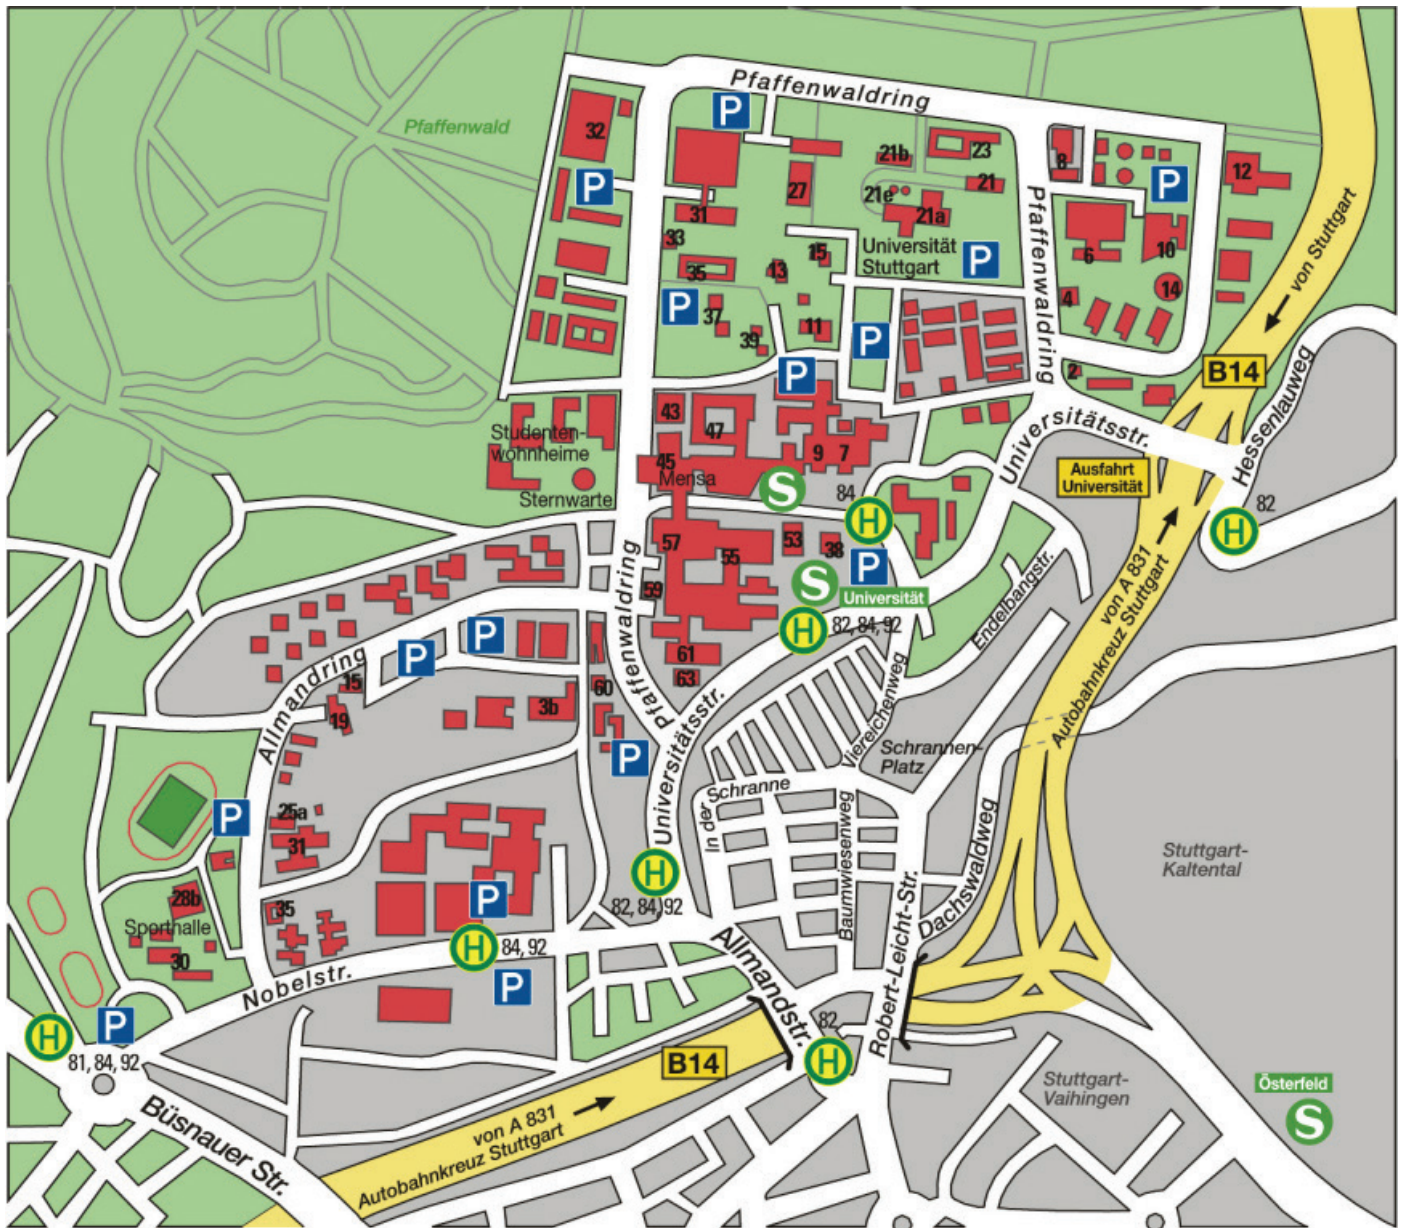 Pfaffenwaldring
P
Pfaffenwald
32
P
21b
23
8
P
12
27
21e
21
21a
31
33
Pfaffenwaldring
von Stuttgart
Universität
Stuttgart
P
15
13
6
10
35
14
4
P
37
11
39
P
P
2
B14
Hessenlauweg
43
47
Universitätsstr.
Studenten-
wohnheime
9
7
45
Mensa
S
84
H
Sternwarte
Universitätsstr.
Ausfahrt
Universität
82
H
57
55
53
38
P
S
Universität
59
Pfaffenwaldring
Endelbangstr.
von A 831
Autobahnkreuz Stuttgart
H
82, 84, 92
P
P
61
63
Allmandring
15
19
3b
60
Universitätsstr.
Viereichenweg
Schrannen-
Platz
P
In der Schranne
Baumwiesenweg
Dachswaldweg
25a
31
P
H
82, 84, 92
Stuttgart-
Kaltental
28b
Sporthalle
30
35
P
H
84, 92
P
Nobelstr.
Allmandstr.
Robert-Leicht-Str.
H
P
81, 84, 92
82
H
B14
Büsnauer Str.
von A 831
Autobahnkreuz Stuttgart
Stuttgart-
Vaihingen
Österfeld
S